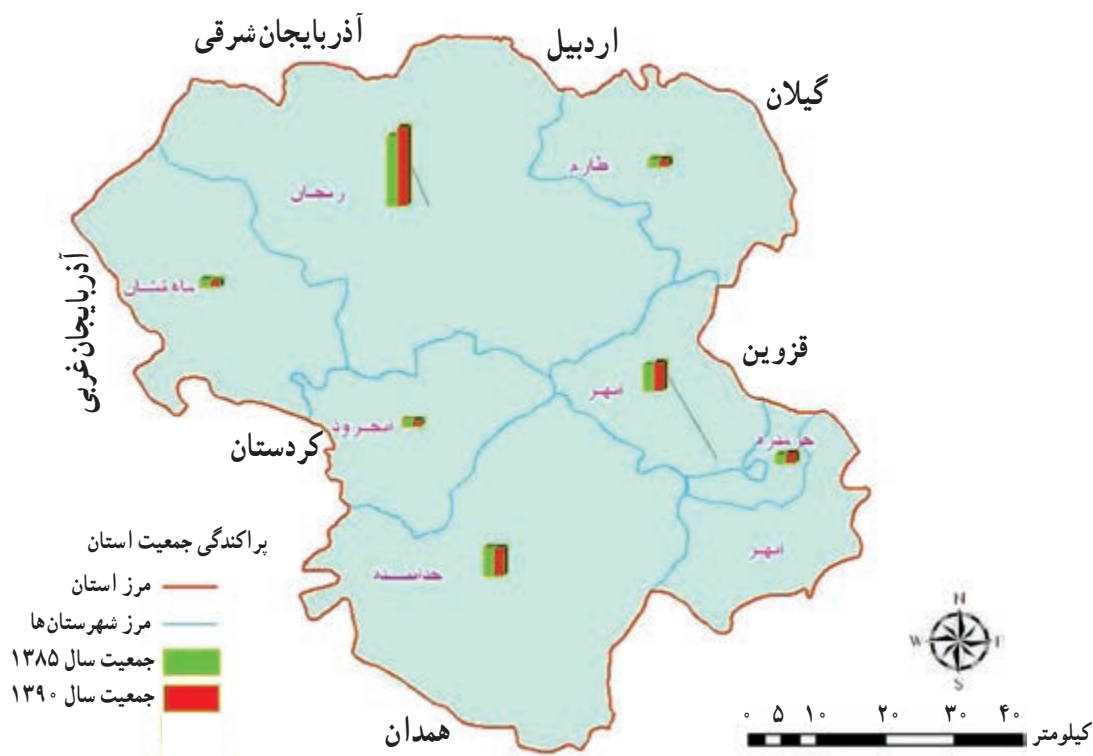 آذربایجان‌شرقی
اردبیل
گیلان
زنجان
طارم
ماه نشان
آذربایجان‌غربی
قزوین
ابهر
خرمدره
ایجرود
کردستان
ابهر
خدابنده
همدان
پراکندگی جمعیت استان
مرز استان
مرز شهرستان‌ها
جمعیت سال ۱۳۸۵
جمعیت سال ۱۳۹۰
N
W E
S
۰ ۵ ۱۰ ۲۰ ۳۰ ۴۰
کیلومتر